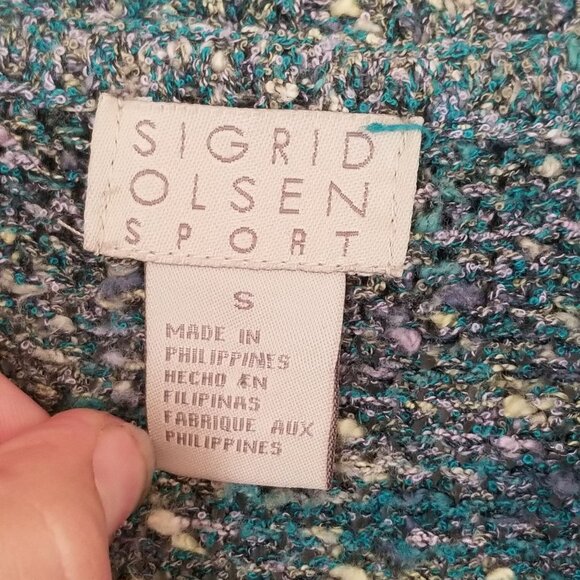 SIGRID
OLSEN
SPORT
S
MADE IN
PHILIPPINES
HECHO EN
FILIPINAS
FABRIQUE AUX
PHILIPPINES